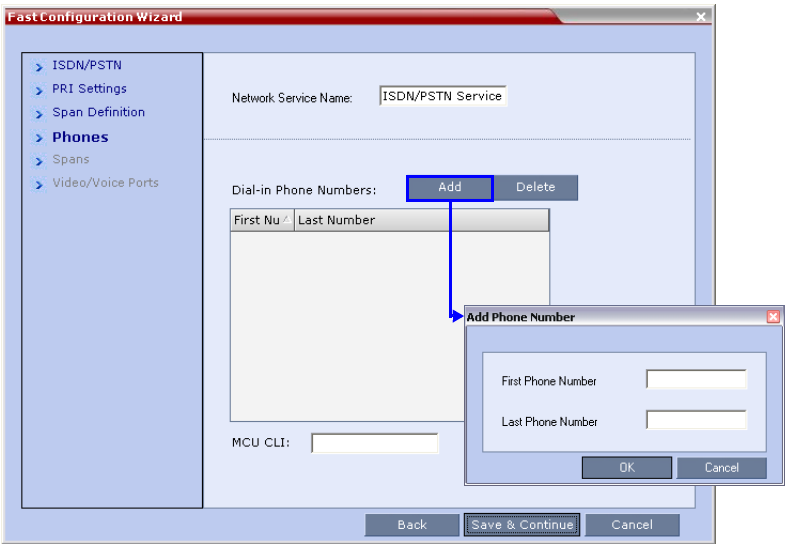 Fast Configuration Wizard
ISDN/PSTN
PRI Settings
Span Definition
Phones
Spans
Video/Voice Ports
Network Service Name: ISDN/PSTN Service
Dial-in Phone Numbers: Add Delete
First Nu Last Number
Add Phone Number
First Phone Number
Last Phone Number
OK Cancel
MCU CLI:
Back Save & Continue Cancel